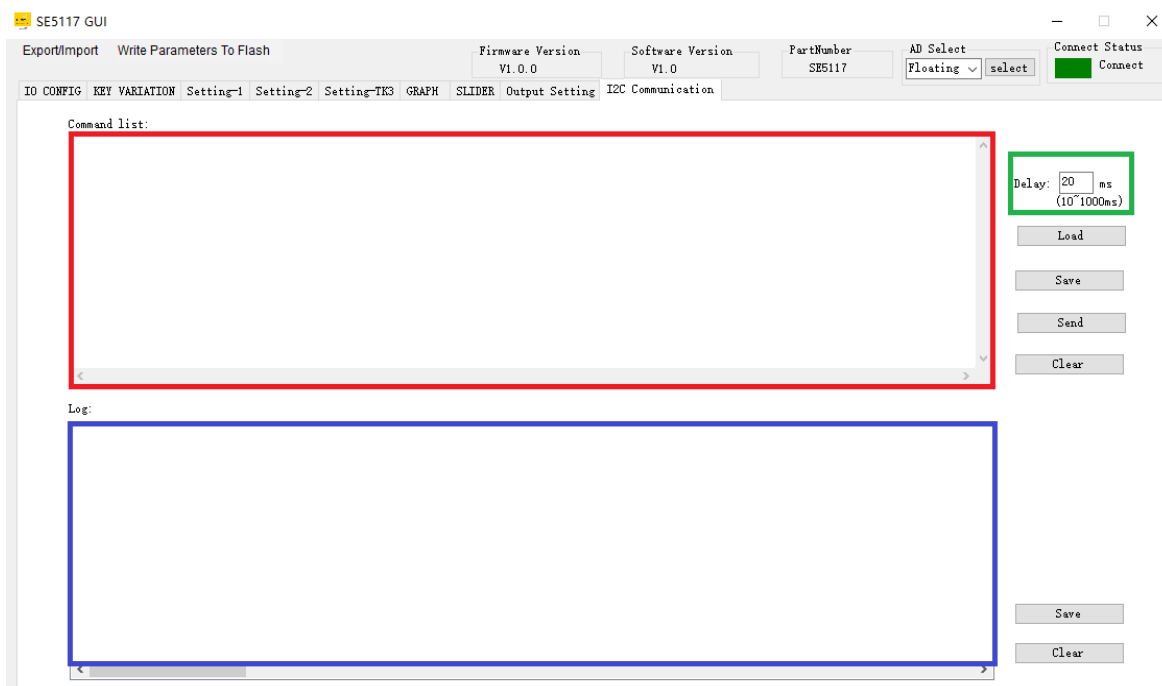 SE5117 GUI
Export/Import Write Parameters To Flash
Firmware Version
V1.0.0
Software Version
V1.0
PartNumber
SE5117
AD Select
Floating select
Connect Status
Connect
IO CONFIG KEY VARIATION Setting-1 Setting-2 Setting-TK3 GRAPH SLIDER Output Setting I2C Communication
Command list:
Delay: 20 ms
(10~1000ms)
Load
Save
Send
Clear
Log:
Save
Clear